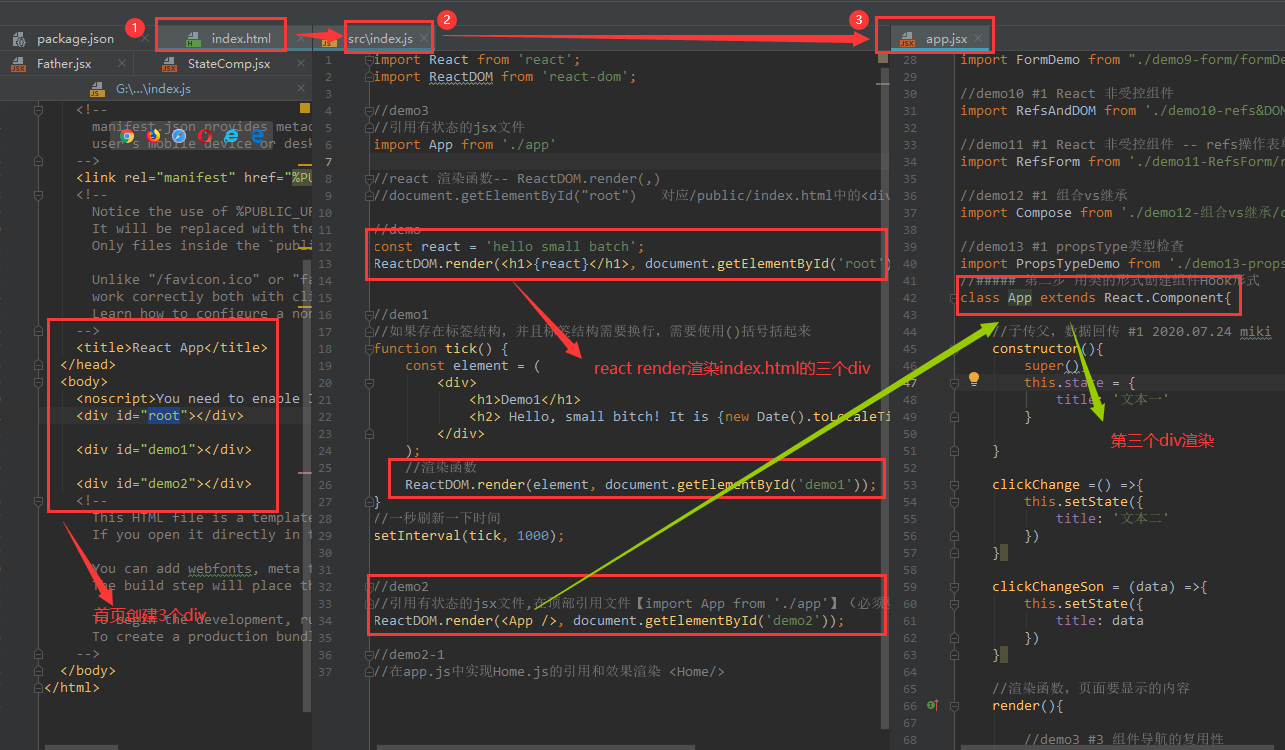 1
2
3
package.json
index.html
src\index.js
app.jsx
Father.jsx
StateComp.jsx
G:\...\index.js
<!--
manifest.json provides metad
user's mobile device or desk
-->
<link rel="manifest" href="%PU
<!--
Notice the use of %PUBLIC_UR
It will be replaced with the
Only files inside the `publi
Unlike "/favicon.ico" or "fa
work correctly both with cli
Learn how to configure a non
-->
<title>React App</title>
</head>
<body>
<noscript>You need to enable J
<div id="root"></div>
<div id="demo1"></div>
<div id="demo2"></div>
<!--
This HTML file is a template
If you open it directly in t
You can add webfonts, meta t
The build step will place th
首页创建3个div
To begin the development, ru
To create a production bundl
-->
</body>
</html>
1 import React from 'react';
2 import ReactDOM from 'react-dom';
3
4 //demo3
5 //引用有状态的jsx文件
6 import App from './app'
7
8 //react 渲染函数-- ReactDOM.render(,)
9 //document.getElementById("root")   对应/public/index.html中的<div
10
11 //demo
12 const react = 'hello small batch';
13 ReactDOM.render(<h1>{react}</h1>, document.getElementById('root')
14
15
16 //demo1
17 //如果存在标签结构，并且标签结构需要换行，需要使用()括号括起来
18 function tick() {
19 const element = (
20 <div>
21 <h1>Demo1</h1>
22 <h2> Hello, small bitch! It is {new Date().toLocaleTi
23 </div>
24 );
25 //渲染函数
26 ReactDOM.render(element, document.getElementById('demo1'));
27 }
28 //一秒刷新一下时间
29 setInterval(tick, 1000);
30
31
32 //demo2
33 //引用有状态的jsx文件,在顶部引用文件【import App from './app'】（必须
34 ReactDOM.render(<App />, document.getElementById('demo2'));
35
36 //demo2-1
37 //在app.js中实现Home.js的引用和效果渲染 <Home/>
react render渲染index.html的三个div
28 import FormDemo from "./demo9-form/formDe
29
30 //demo10 #1 React 非受控组件
31 import RefsAndDOM from './demo10-refs&DOM
32
33 //demo11 #1 React 非受控组件 -- refs操作表单
34 import RefsForm from './demo11-RefsForm/r
35
36 //demo12 #1 组合vs继承
37 import Compose from './demo12-组合vs继承/c
38
39 //demo13 #1 propsType类型检查
40 import PropsTypeDemo from './demo13-props
41 //##### 第二步 用类的形式创建组件Hook形式
42 class App extends React.Component{
43
44 //子传父，数据回传 #1 2020.07.24 miki
45 constructor(){
46 super();
47 this.state = {
48 title: '文本一'
49 }
50
51 }
第三个div渲染
52
53 clickChange =() =>{
54 this.setState({
55 title: '文本二'
56 })
57 }
58
59 clickChangeSon = (data) =>{
60 this.setState({
61 title: data
62 })
63 }
64
65 //渲染函数，页面要显示的内容
66 render(){
67
68 //demo3 #3 组件导航的复用性